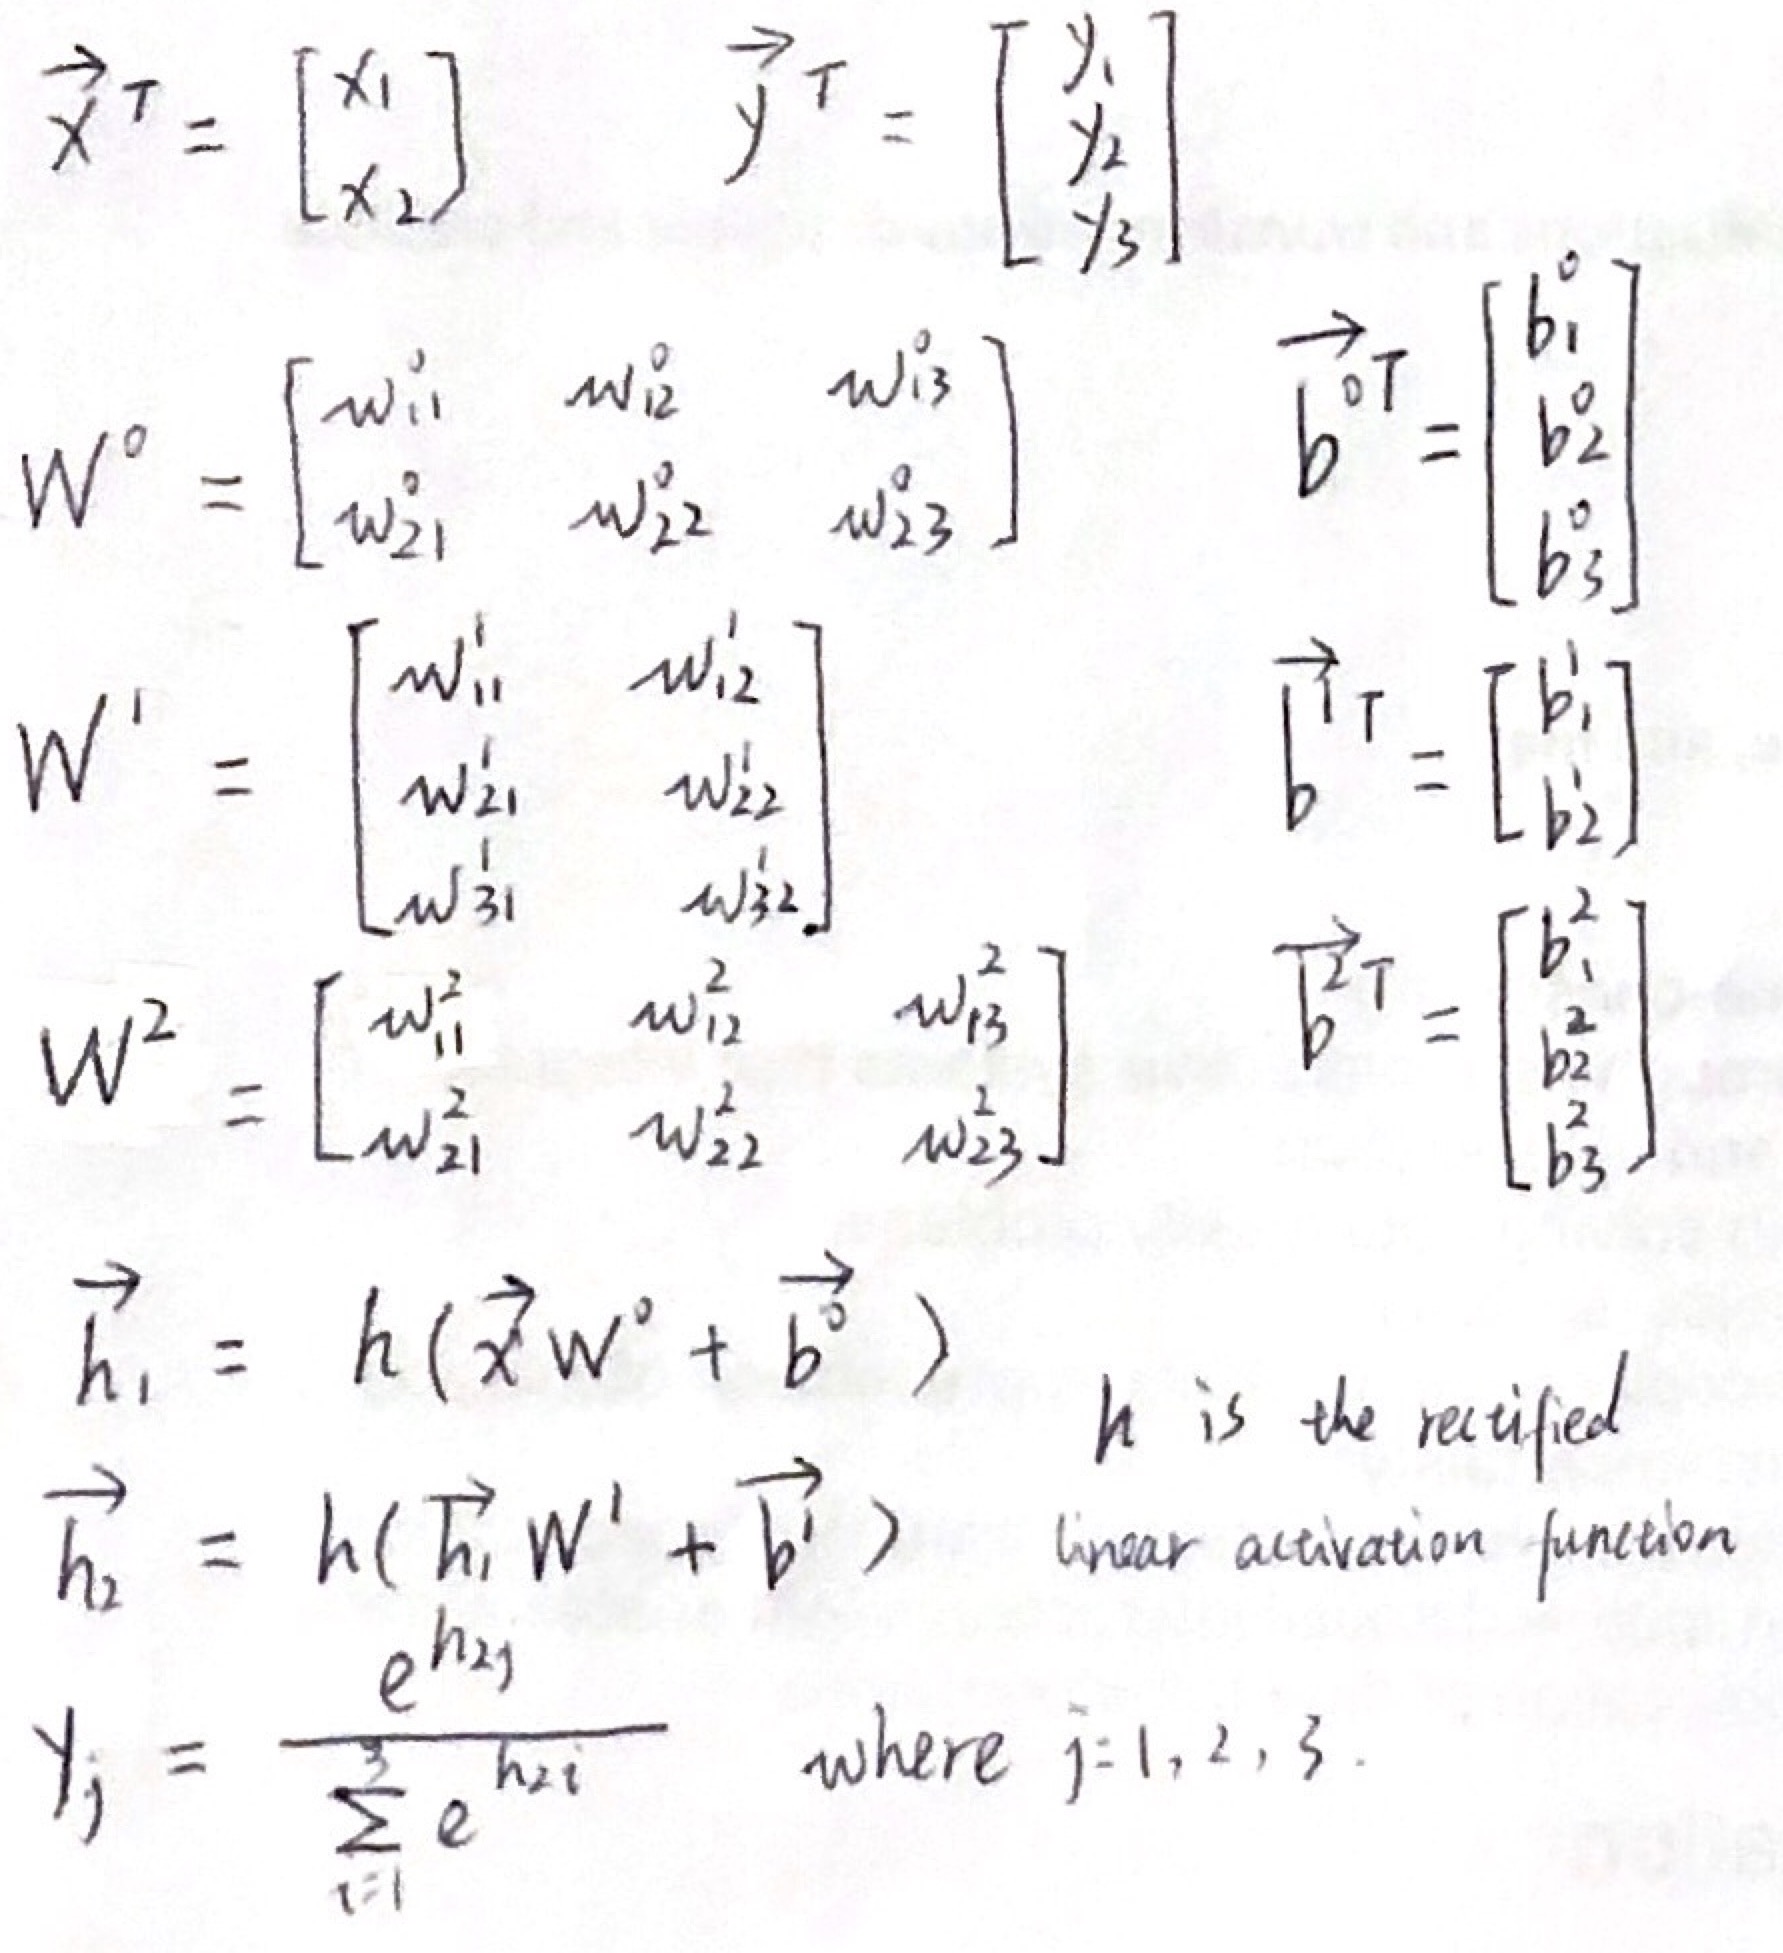 $\vec{x}^T = \begin{bmatrix} x_1 \\ x_2 \end{bmatrix}$ $\vec{y}^T = \begin{bmatrix} y_1 \\ y_2 \\ y_3 \end{bmatrix}$
$W^0 = \begin{bmatrix} w_{11}^0 & w_{12}^0 & w_{13}^0 \\ w_{21}^0 & w_{22}^0 & w_{23}^0 \end{bmatrix}$ $\vec{b^0}^T = \begin{bmatrix} b_1^0 \\ b_2^0 \\ b_3^0 \end{bmatrix}$
$W^1 = \begin{bmatrix} w_{11}^1 & w_{12}^1 \\ w_{21}^1 & w_{22}^1 \\ w_{31}^1 & w_{32}^1 \end{bmatrix}$ $\vec{b^1}^T = \begin{bmatrix} b_1^1 \\ b_2^1 \end{bmatrix}$
$W^2 = \begin{bmatrix} w_{11}^2 & w_{12}^2 & w_{13}^2 \\ w_{21}^2 & w_{22}^2 & w_{23}^2 \end{bmatrix}$ $\vec{b^2}^T = \begin{bmatrix} b_1^2 \\ b_2^2 \\ b_3^2 \end{bmatrix}$
$\vec{h_1} = h(\vec{x} W^0 + \vec{b^0})$
h is the rectified
$\vec{h_2} = h(\vec{h_1} W^1 + \vec{b^1})$
linear activation function
$y_j = \frac{e^{h_{2j}}}{\sum_{i=1}^{3} e^{h_{2i}}}$ where j=1, 2, 3.